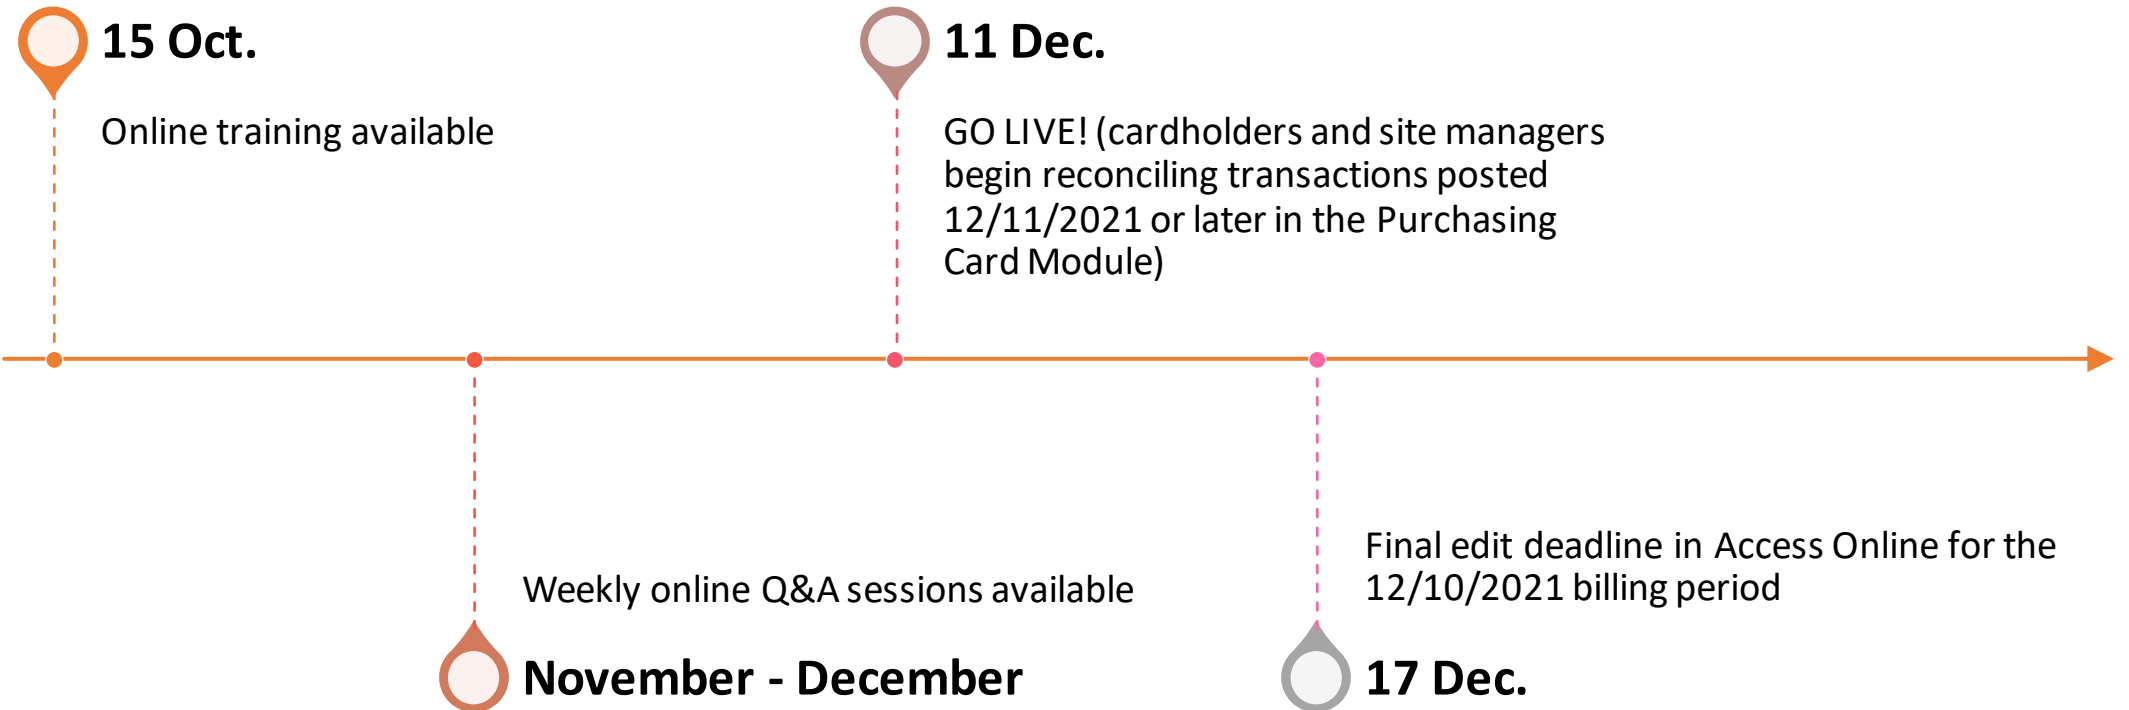 15 Oct.
Online training available
November - December
Weekly online Q&A sessions available
11 Dec.
GO LIVE! (cardholders and site managers
begin reconciling transactions posted
12/11/2021 or later in the Purchasing
Card Module)
17 Dec.
Final edit deadline in Access Online for the
12/10/2021 billing period